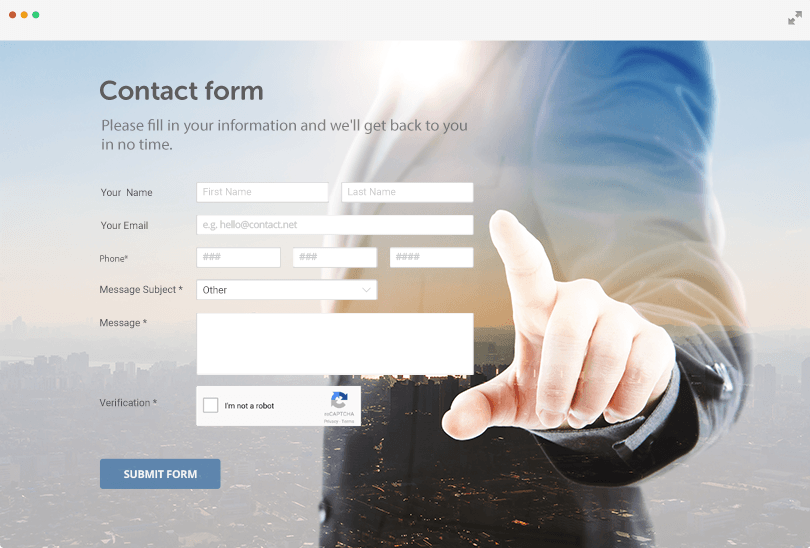 Contact form
Please fill in your information and we'll get back to you
in no time.
Your Name First Name Last Name
Your Email e.g. hello@contact.net
Phone* ### ### ####
Message Subject * Other
Message *
Verification * I'm not a robot
reCAPTCHA
Privacy - Terms
SUBMIT FORM